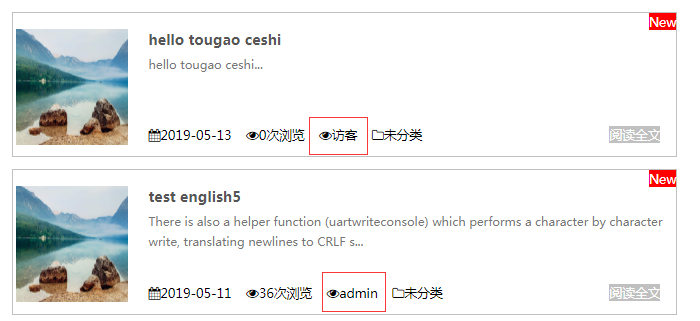 New
hello tougao ceshi
hello tougao ceshi...
2019-05-13 0次浏览 访客 未分类 阅读全文
New
test english5
There is also a helper function (uartwriteconsole) which performs a character by character
write, translating newlines to CRLF s...
2019-05-11 36次浏览 admin 未分类 阅读全文